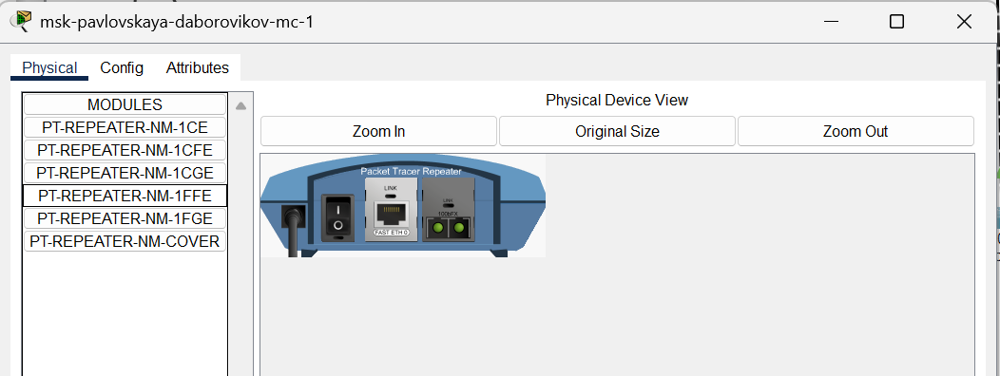 msk-pavlovskaya-daborovikov-mc-1
Physical Config Attributes
MODULES
PT-REPEATER-NM-1CE
PT-REPEATER-NM-1CFE
PT-REPEATER-NM-1CGE
PT-REPEATER-NM-1FFE
PT-REPEATER-NM-1FGE
PT-REPEATER-NM-COVER
Physical Device View
Zoom In Original Size Zoom Out
Packet Tracer Repeater
LINK
FAST ETH 0
LINK
100bFX